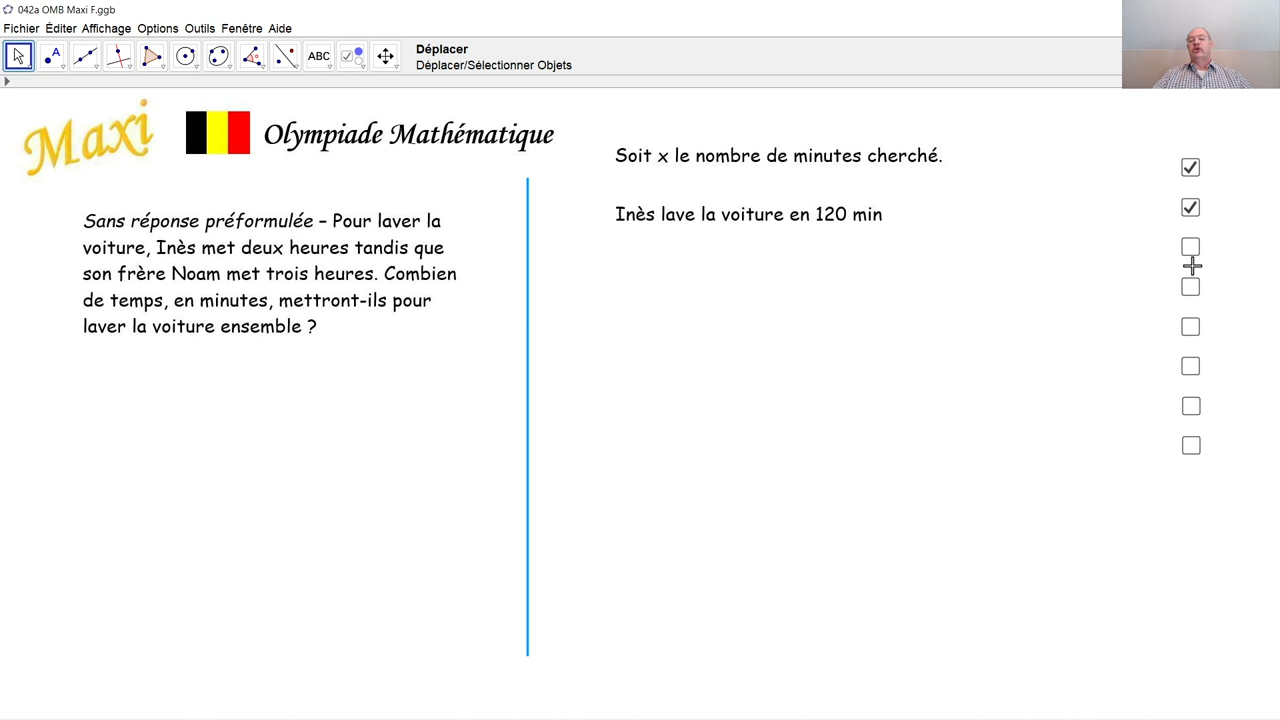 042a OMB Maxi F.ggb
Fichier Éditer Affichage Options Outils Fenêtre Aide
A
ABC
Déplacer
Déplacer/Sélectionner Objets
Maxi
Olympiade Mathématique
Sans réponse préformulée – Pour laver la
voiture, Inès met deux heures tandis que
son frère Noam met trois heures. Combien
de temps, en minutes, mettront-ils pour
laver la voiture ensemble ?
Soit x le nombre de minutes cherché.
Inès lave la voiture en 120 min